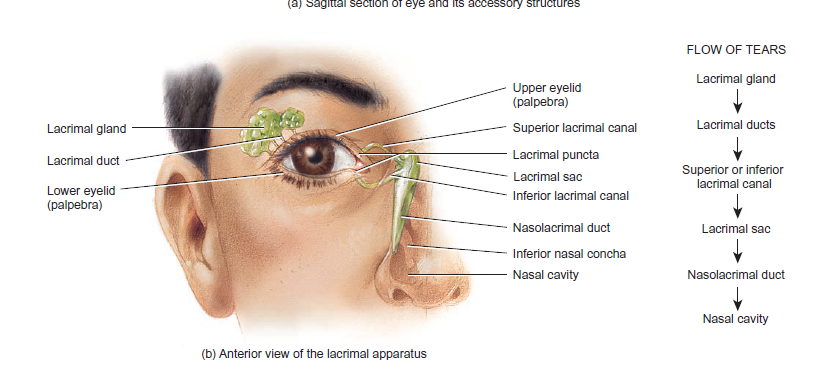 (a) Sagittal section of eye and its accessory structures
Lacrimal gland
Lacrimal duct
Lower eyelid
(palpebra)
Upper eyelid
(palpebra)
Superior lacrimal canal
Lacrimal puncta
Lacrimal sac
Inferior lacrimal canal
Nasolacrimal duct
Inferior nasal concha
Nasal cavity
FLOW OF TEARS
Lacrimal gland
Lacrimal ducts
Superior or inferior
lacrimal canal
Lacrimal sac
Nasolacrimal duct
Nasal cavity
(b) Anterior view of the lacrimal apparatus